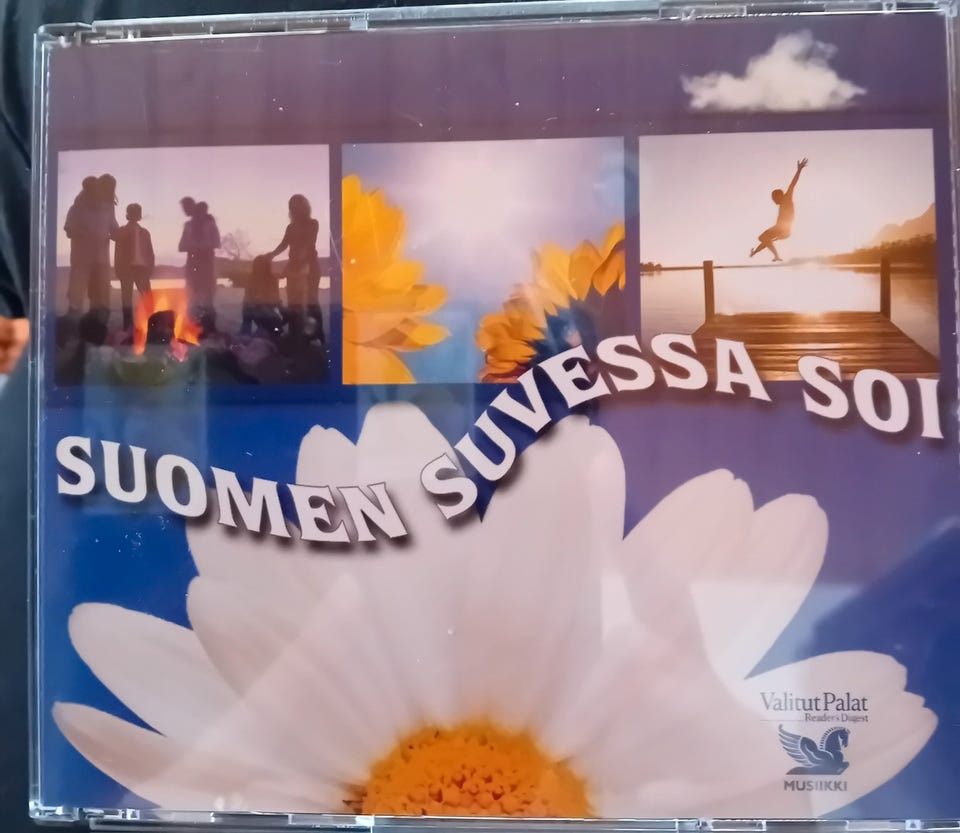 SUOMEN SUVESSA SOI
Valitut Palat
Reader's Digest
MUSIIKKI